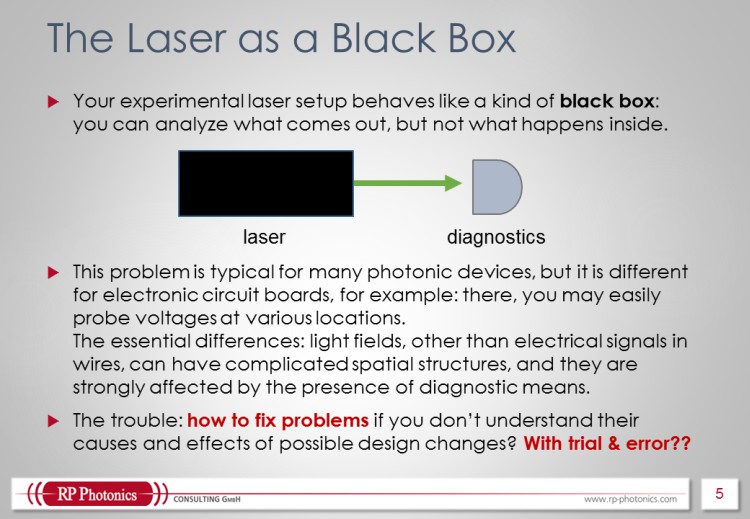 The Laser as a Black Box
Your experimental laser setup behaves like a kind of black box:
you can analyze what comes out, but not what happens inside.
laser
diagnostics
This problem is typical for many photonic devices, but it is different
for electronic circuit boards, for example: there, you may easily
probe voltages at various locations.
The essential differences: light fields, other than electrical signals in
wires, can have complicated spatial structures, and they are
strongly affected by the presence of diagnostic means.
The trouble: how to fix problems if you don’t understand their
causes and effects of possible design changes? With trial & error??
RP Photonics
CONSULTING GmbH
www.rp-photonics.com
5